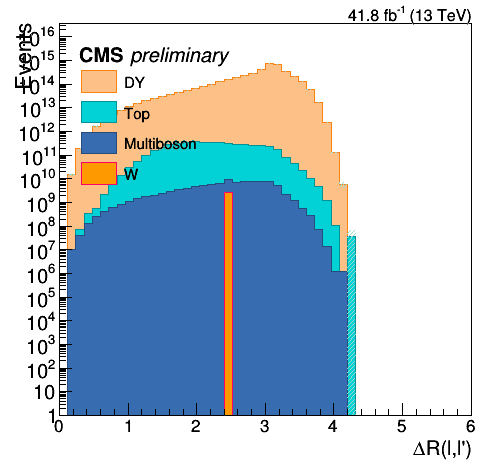 41.8 fb⁻¹ (13 TeV)
Events
CMS preliminary
DY
Top
Multiboson
W
10¹⁶
10¹⁵
10¹⁴
10¹³
10¹²
10¹¹
10¹⁰
10⁹
10⁸
10⁷
10⁶
10⁵
10⁴
10³
10²
10
1
0 1 2 3 4 5 6
ΔR(l,l')